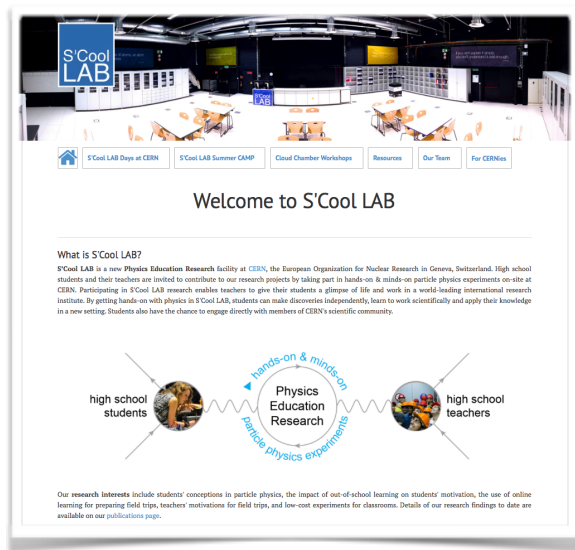 S'Cool
LAB
S'Cool
LAB
S'Cool LAB Days at CERN
S'Cool LAB Summer CAMP
Cloud Chamber Workshops
Resources
Our Team
For CERNies
Welcome to S'Cool LAB
What is S'Cool LAB?
S'Cool LAB is a new Physics Education Research facility at CERN, the European Organization for Nuclear Research in Geneva, Switzerland. High school
students and their teachers are invited to contribute to our research projects by taking part in hands-on & minds-on particle physics experiments on-site at
CERN. Participating in S'Cool LAB research enables teachers to give their students a glimpse of life and work in a world-leading international research
institute. By getting hands-on with physics in S'Cool LAB, students can make discoveries independently, learn to work scientifically and apply their knowledge
in a new setting. Students also have the chance to engage directly with members of CERN's scientific community.
hands-on & minds-on
high school
students
Physics
Education
Research
high school
teachers
particle physics experiments
Our research interests include students' conceptions in particle physics, the impact of out-of-school learning on students' motivation, the use of online
learning for preparing field trips, teachers' motivations for field trips, and low-cost experiments for classrooms. Details of our research findings to date are
available on our publications page.